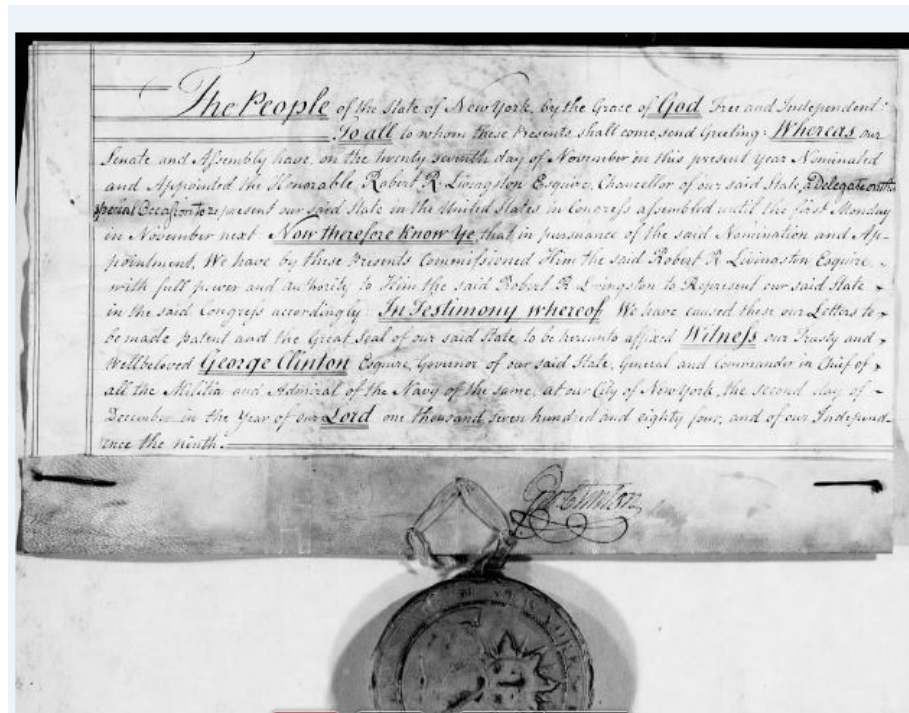 The People of the State of New York, by the Grace of God Free and Independent:
To all to whom these Presents shall come, send Greeting: Whereas our
Senate and Assembly have, on the twenty seventh day of November in this present Year Nominated
and Appointed the Honorable Robert R. Livingston Esquire, Chancellor of our said State, a Delegate on the
special Occasion to represent our said State in the United States in Congress assembled until the first Monday
in November next Now therefore know Ye, that in pursuance of the said Nomination and Ap-
pointment, We have by these Presents Commissioned Him the said Robert R. Livingston Esquire,
with full power and authority to Him the said Robert R Livingston to Represent our said State
in the said Congress accordingly: In Testimony whereof We have caused these our Letters to
be made patent and the Great Seal of our said State to be hereunto affixed Witness our Trusty and
Wellbeloved George Clinton Esquire, Governor of our said State, General and Commander in Chief of
all the Militia and Admiral of the Navy of the same, at our City of New York, the second day of
December in the Year of our Lord one thousand seven hundred and eighty four, and of our Independ-
ence the Ninth.
Geo Clinton